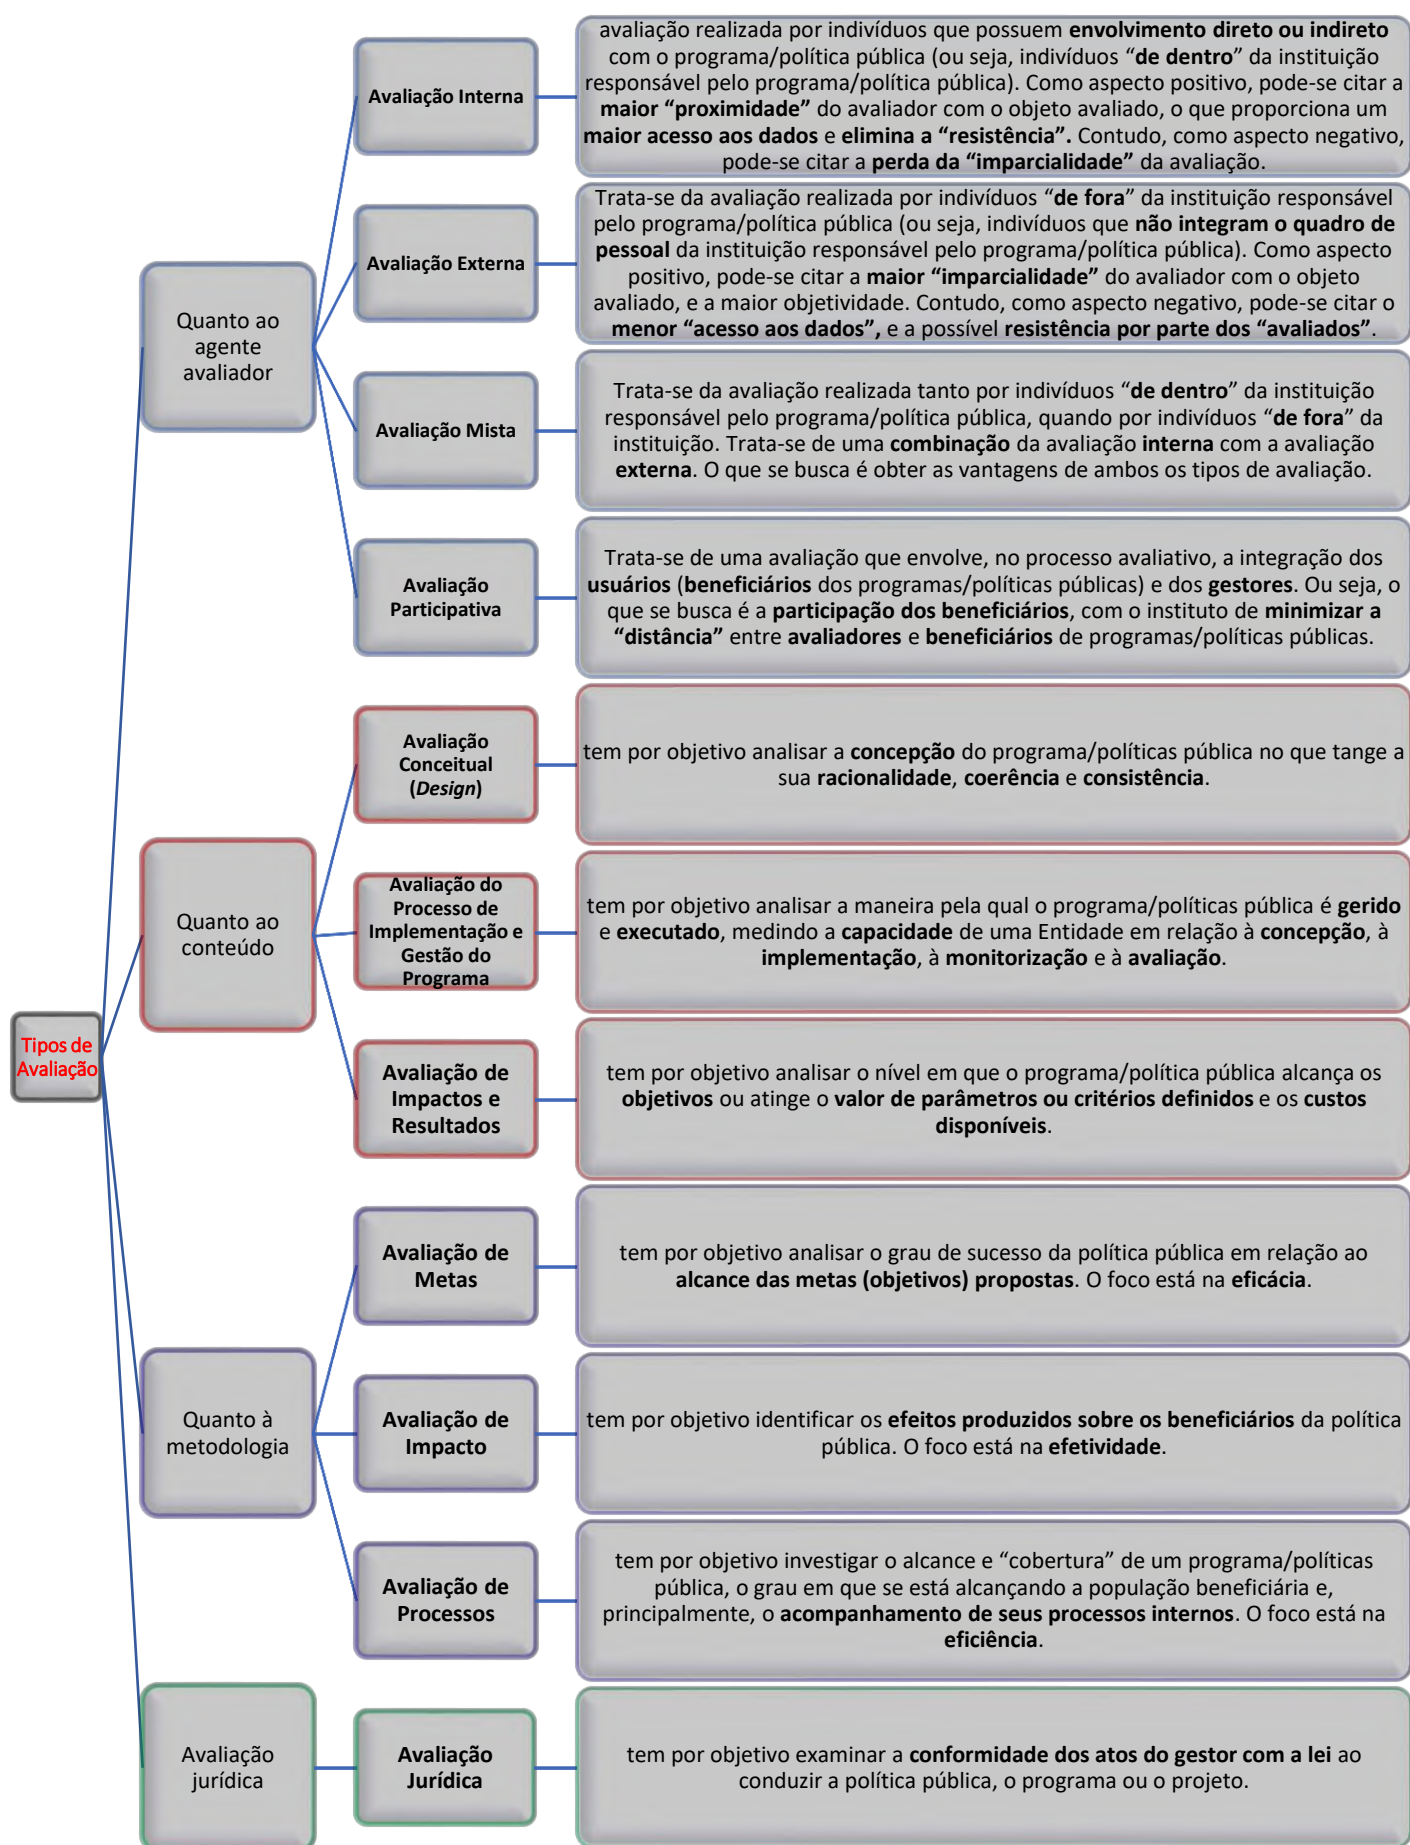 Tipos de
Avaliação
Quanto ao
agente
avaliador
Avaliação Interna
avaliação realizada por indivíduos que possuem envolvimento direto ou indireto
com o programa/política pública (ou seja, indivíduos “de dentro” da instituição
responsável pelo programa/política pública). Como aspecto positivo, pode-se citar a
maior “proximidade” do avaliador com o objeto avaliado, o que proporciona um
maior acesso aos dados e elimina a “resistência”. Contudo, como aspecto negativo,
pode-se citar a perda da “imparcialidade” da avaliação.
Avaliação Externa
Trata-se da avaliação realizada por indivíduos “de fora” da instituição responsável
pelo programa/política pública (ou seja, indivíduos que não integram o quadro de
pessoal da instituição responsável pelo programa/política pública). Como aspecto
positivo, pode-se citar a maior “imparcialidade” do avaliador com o objeto
avaliado, e a maior objetividade. Contudo, como aspecto negativo, pode-se citar o
menor “acesso aos dados”, e a possível resistência por parte dos “avaliados”.
Avaliação Mista
Trata-se da avaliação realizada tanto por indivíduos “de dentro” da instituição
responsável pelo programa/política pública, quando por indivíduos “de fora” da
instituição. Trata-se de uma combinação da avaliação interna com a avaliação
externa. O que se busca é obter as vantagens de ambos os tipos de avaliação.
Avaliação
Participativa
Trata-se de uma avaliação que envolve, no processo avaliativo, a integração dos
usuários (beneficiários dos programas/políticas públicas) e dos gestores. Ou seja, o
que se busca é a participação dos beneficiários, com o instituto de minimizar a
“distância” entre avaliadores e beneficiários de programas/políticas públicas.
Quanto ao
conteúdo
Avaliação
Conceitual
(Design)
tem por objetivo analisar a concepção do programa/políticas pública no que tange a
sua racionalidade, coerência e consistência.
Avaliação do
Processo de
Implementação e
Gestão do
Programa
tem por objetivo analisar a maneira pela qual o programa/políticas pública é gerido
e executado, medindo a capacidade de uma Entidade em relação à concepção, à
implementação, à monitorização e à avaliação.
Avaliação de
Impactos e
Resultados
tem por objetivo analisar o nível em que o programa/política pública alcança os
objetivos ou atinge o valor de parâmetros ou critérios definidos e os custos
disponíveis.
Quanto à
metodologia
Avaliação de
Metas
tem por objetivo analisar o grau de sucesso da política pública em relação ao
alcance das metas (objetivos) propostas. O foco está na eficácia.
Avaliação de
Impacto
tem por objetivo identificar os efeitos produzidos sobre os beneficiários da política
pública. O foco está na efetividade.
Avaliação de
Processos
tem por objetivo investigar o alcance e “cobertura” de um programa/políticas
pública, o grau em que se está alcançando a população beneficiária e,
principalmente, o acompanhamento de seus processos internos. O foco está na
eficiência.
Avaliação
jurídica
Avaliação
Jurídica
tem por objetivo examinar a conformidade dos atos do gestor com a lei ao
conduzir a política pública, o programa ou o projeto.